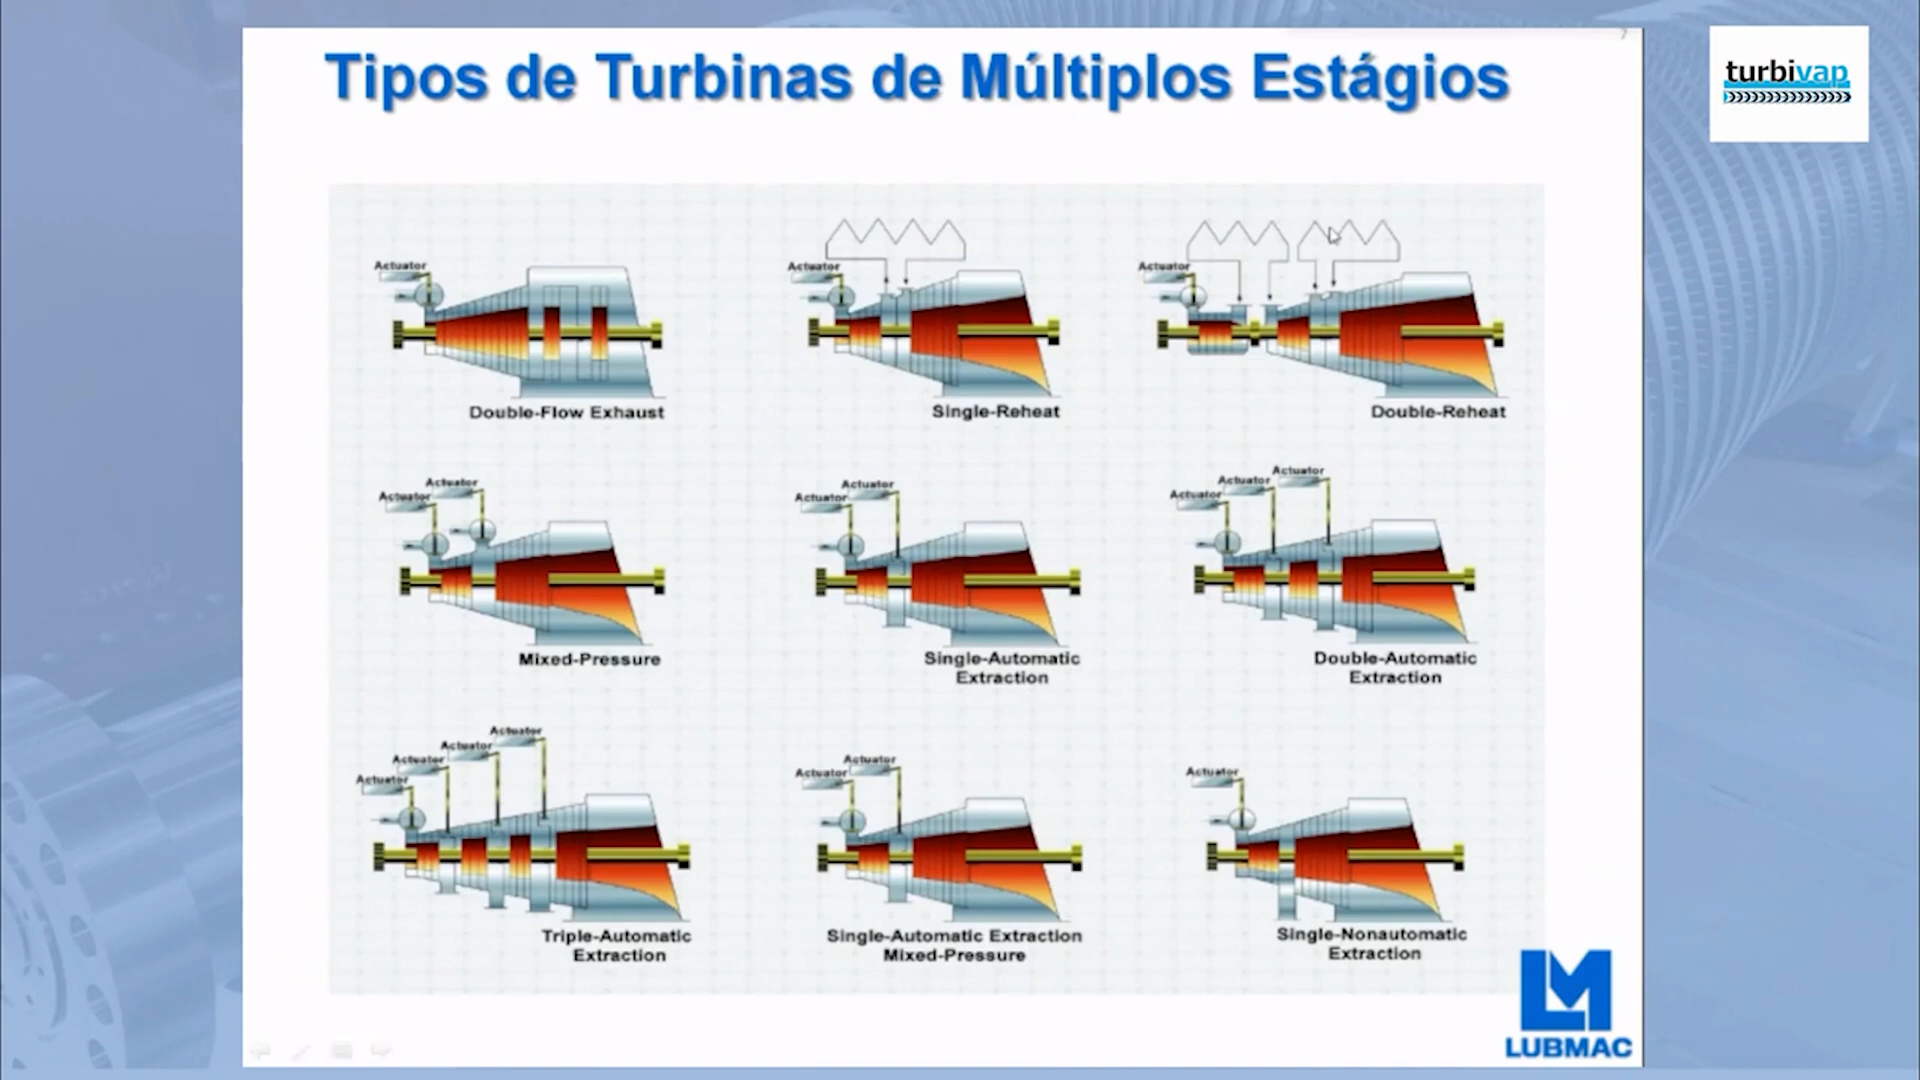 Tipos de Turbinas de Múltiplos Estágios
turbivap
7
Actuator
Double-Flow Exhaust
Actuator
Single-Reheat
Actuator
Double-Reheat
Actuator
Actuator
Mixed-Pressure
Actuator
Actuator
Single-Automatic
Extraction
Actuator
Actuator
Actuator
Double-Automatic
Extraction
Actuator
Actuator
Actuator
Actuator
Triple-Automatic
Extraction
Actuator
Actuator
Single-Automatic Extraction
Mixed-Pressure
Actuator
Single-Nonautomatic
Extraction
LM
LUBMAC